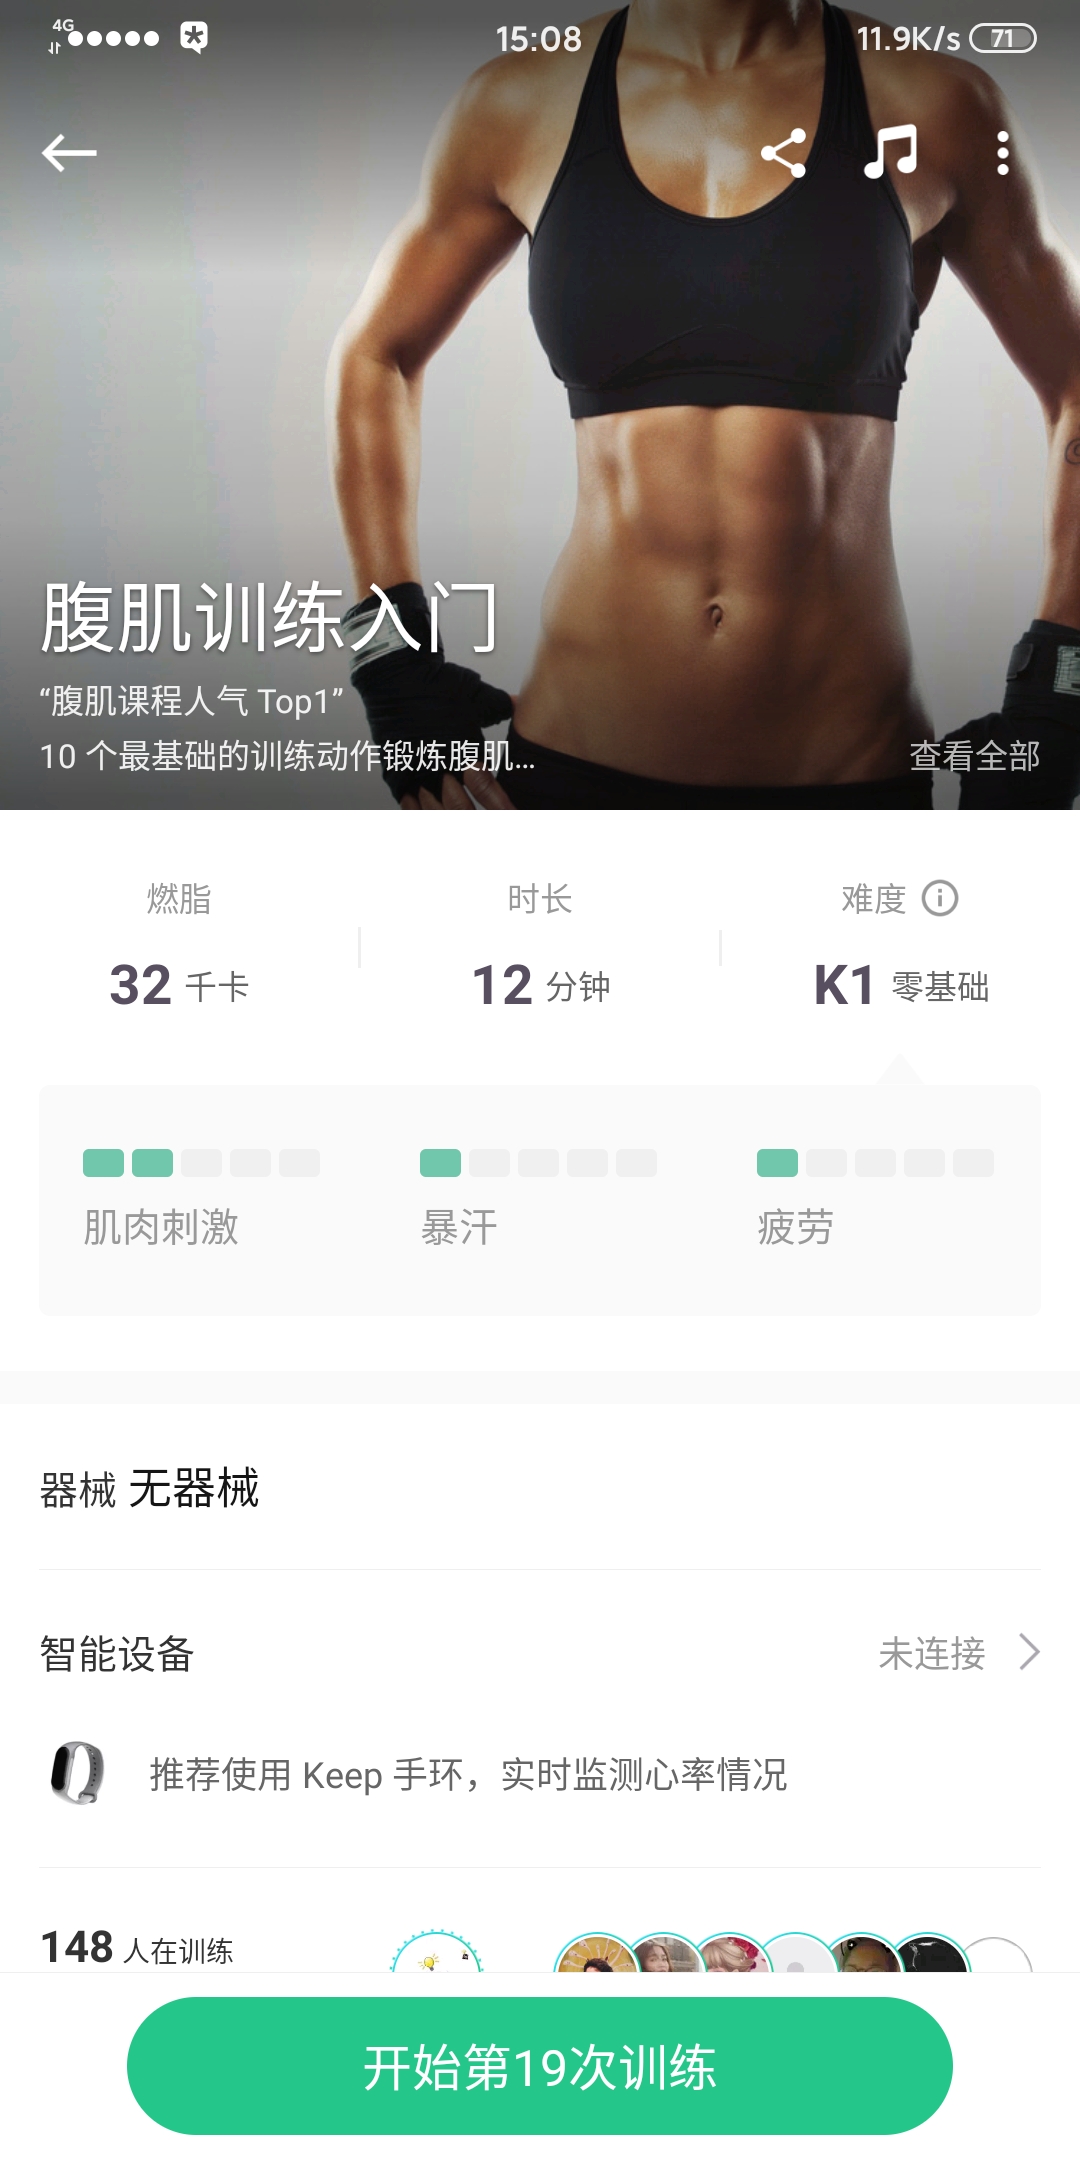 4G
15:08
11.9K/s
71
腹肌训练入门
“腹肌课程人气 Top1”
10 个最基础的训练动作锻炼腹肌...
查看全部
燃脂
时长
难度
32 千卡
12 分钟
K1 零基础
肌肉刺激
暴汗
疲劳
器械 无器械
智能设备
未连接
推荐使用 Keep 手环，实时监测心率情况
148 人在训练
开始第19次训练